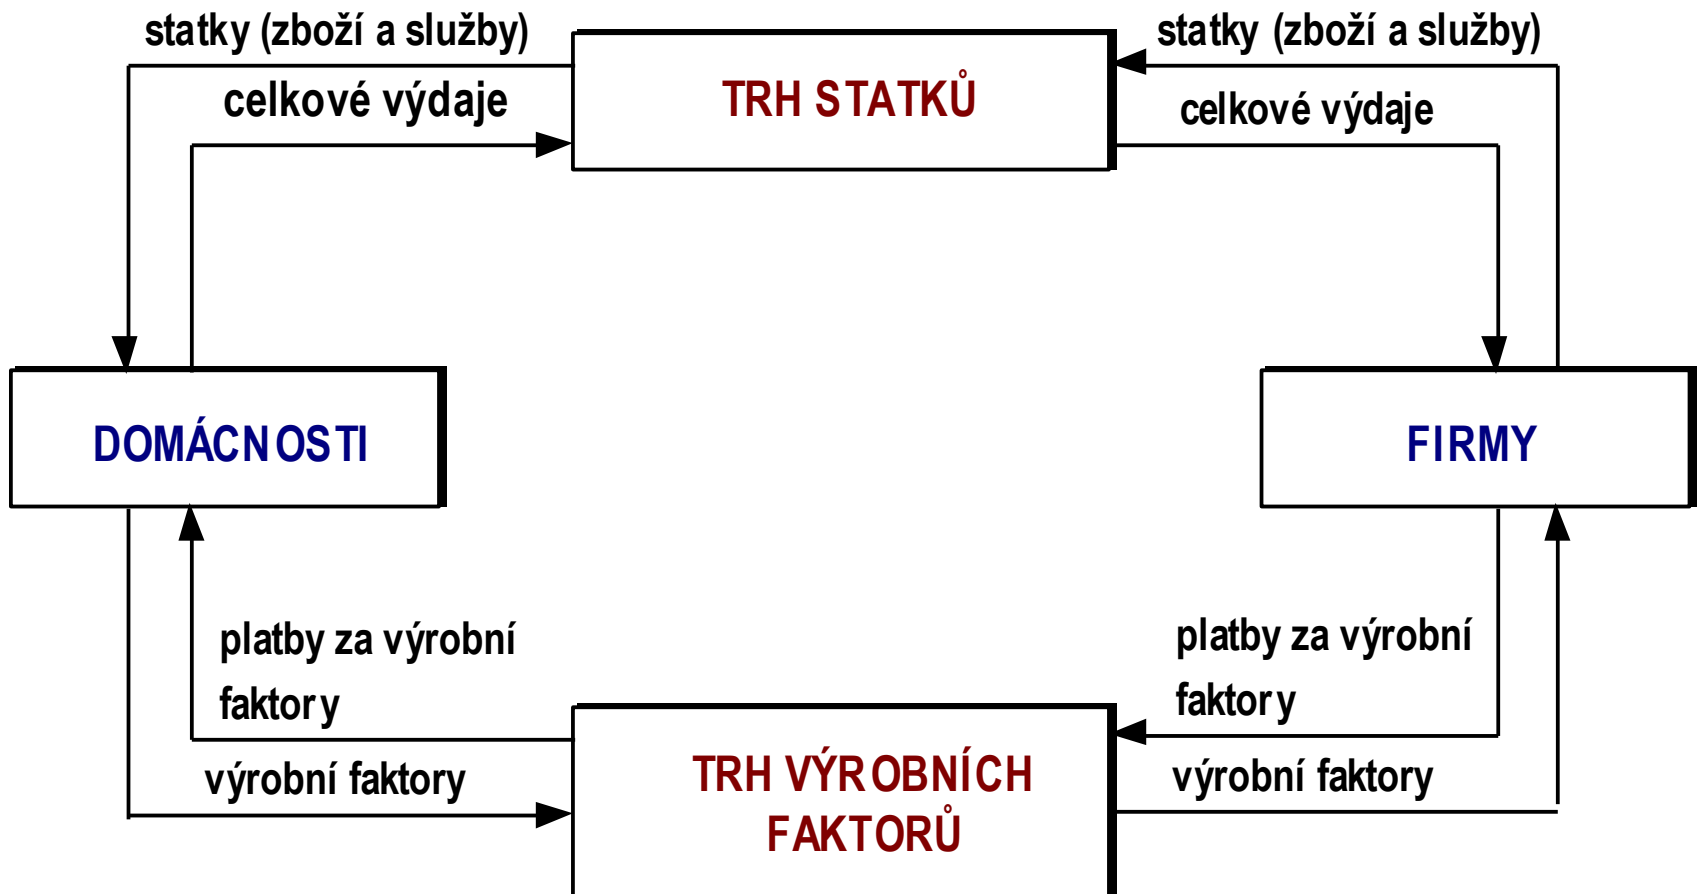 statky (zboží a služby)
statky (zboží a služby)
TRH STATKŮ
celkové výdaje
celkové výdaje
DOMÁCNOSTI
FIRMY
platby za výrobní
faktory
platby za výrobní
faktory
výrobní faktory
TRH VÝROBNÍCH
FAKTORŮ
výrobní faktory